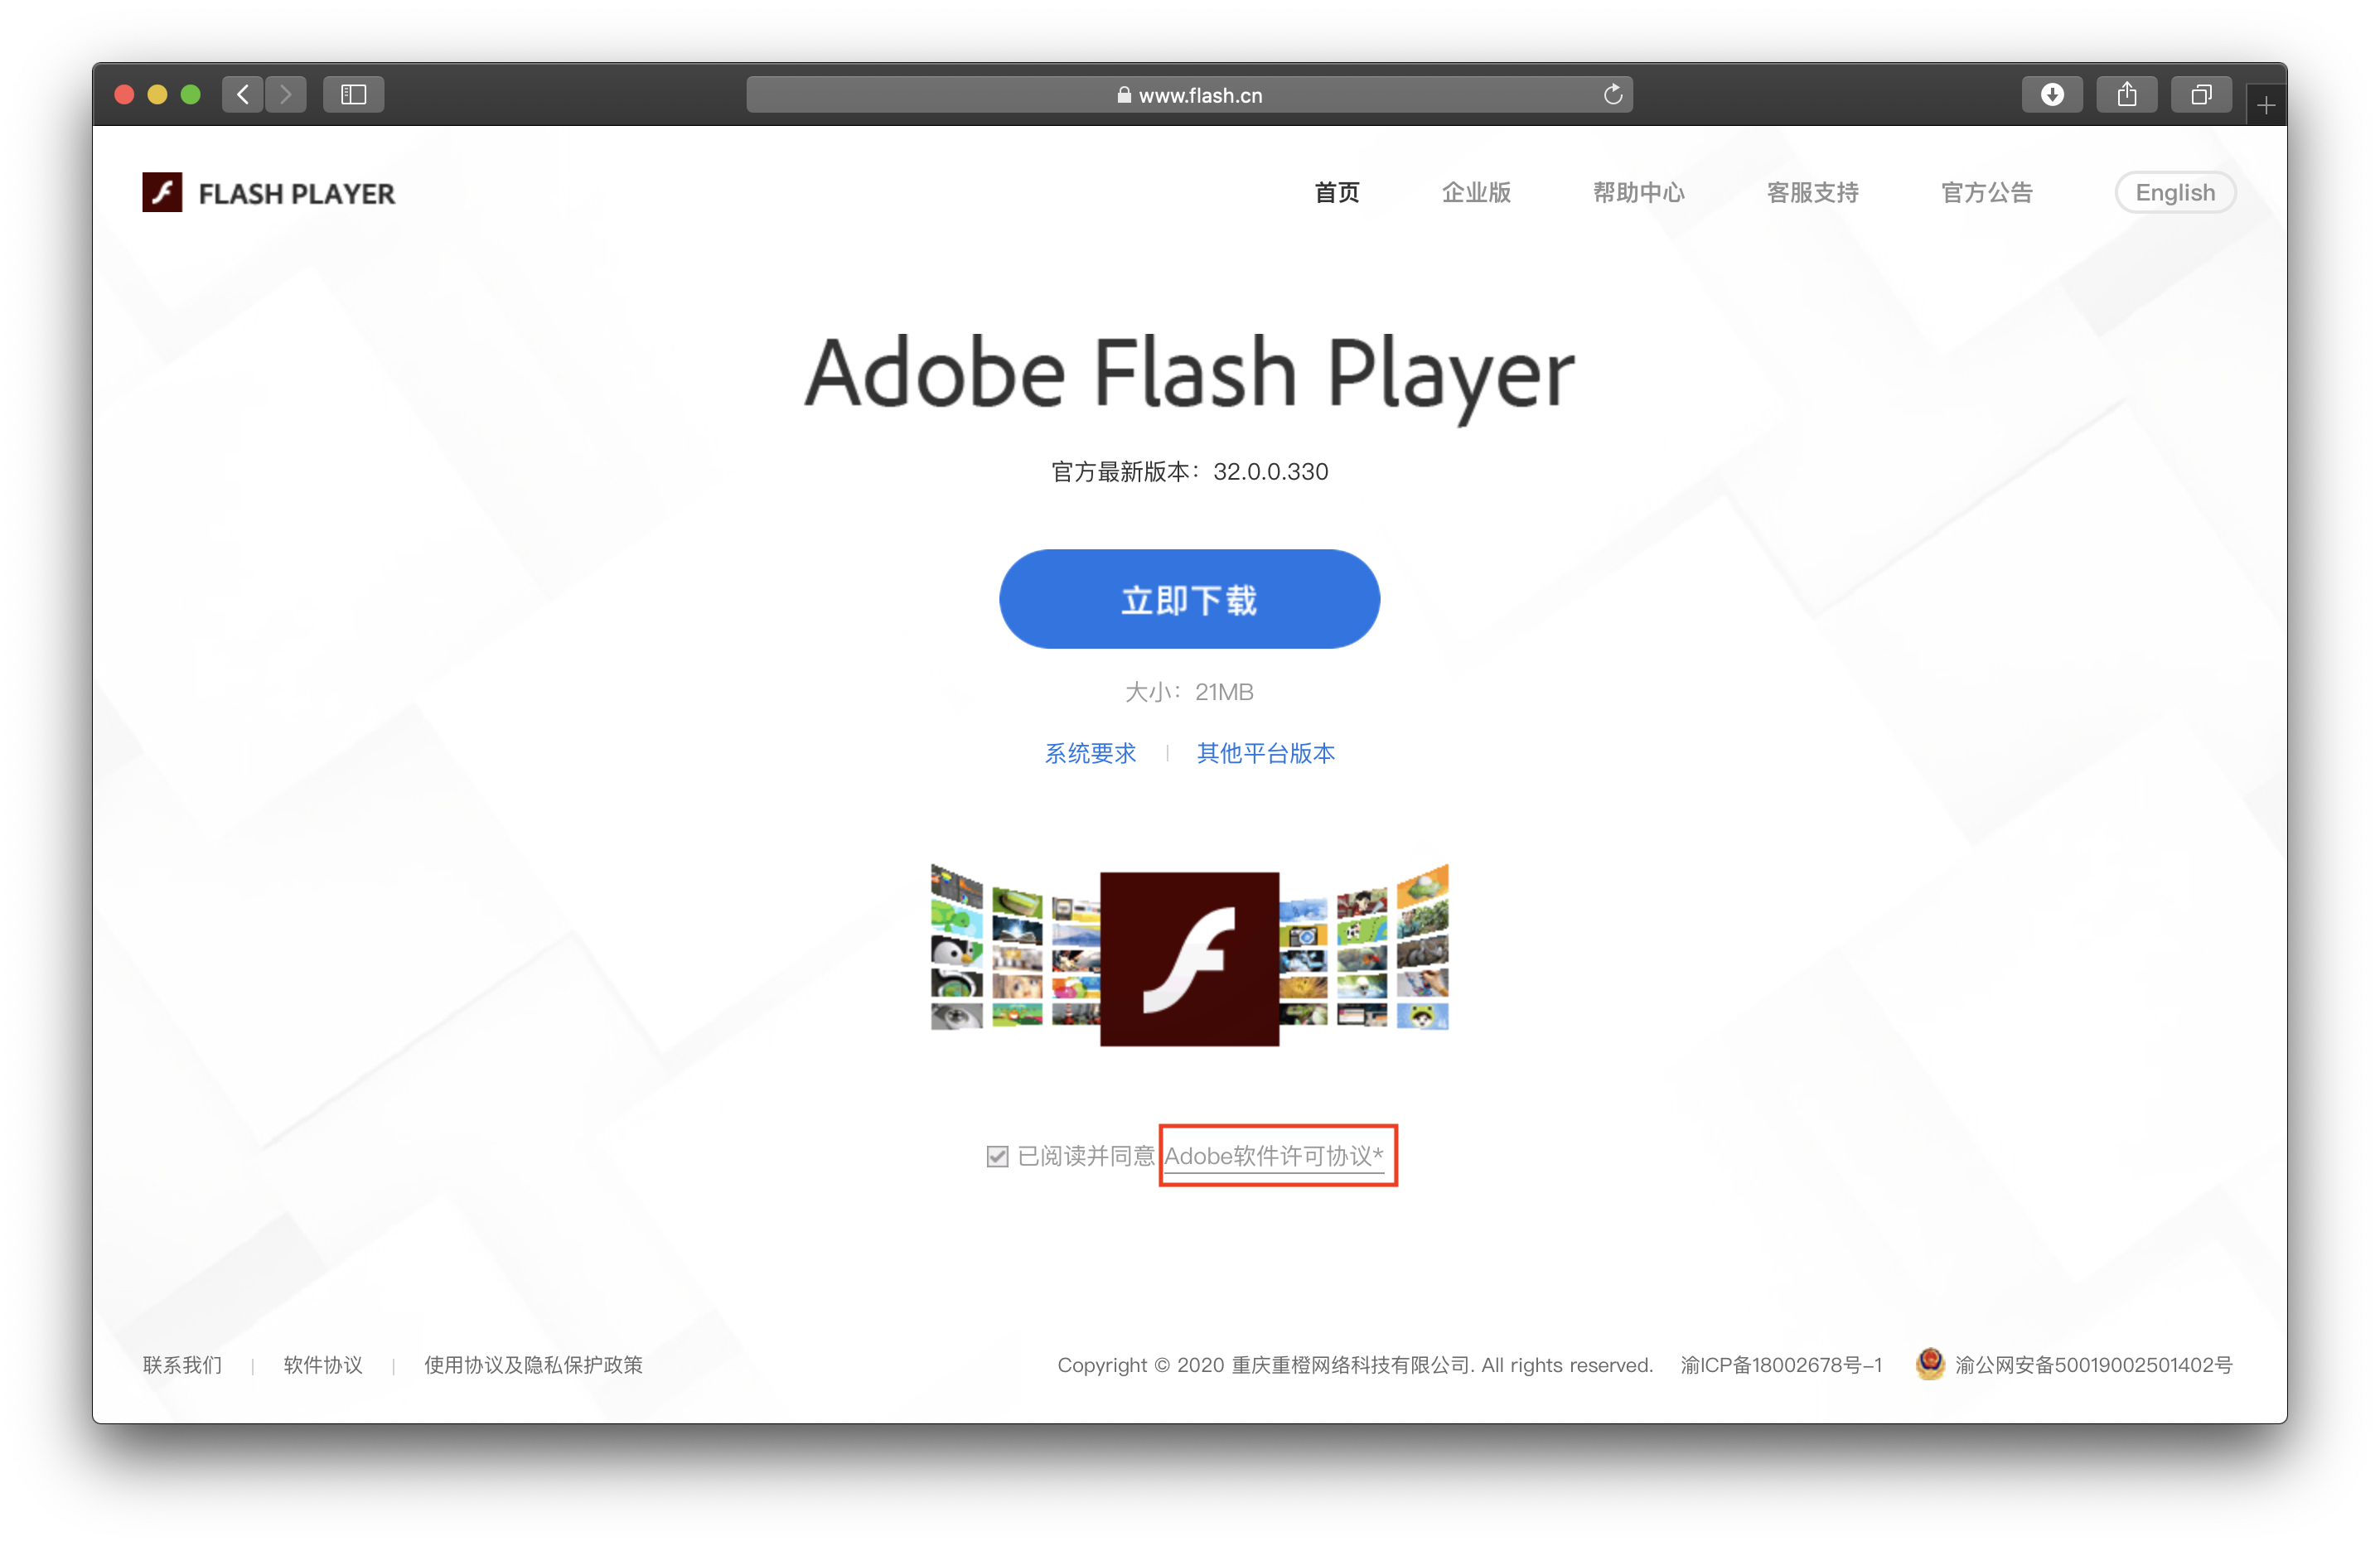 www.flash.cn
FLASH PLAYER
首页 企业版 帮助中心 客服支持 官方公告 English
Adobe Flash Player
官方最新版本：32.0.0.330
立即下载
大小：21MB
系统要求 | 其他平台版本
已阅读并同意 Adobe软件许可协议*
联系我们 | 软件协议 | 使用协议及隐私保护政策 Copyright © 2020 重庆重橙网络科技有限公司. All rights reserved. 渝ICP备18002678号-1 渝公网安备50019002501402号